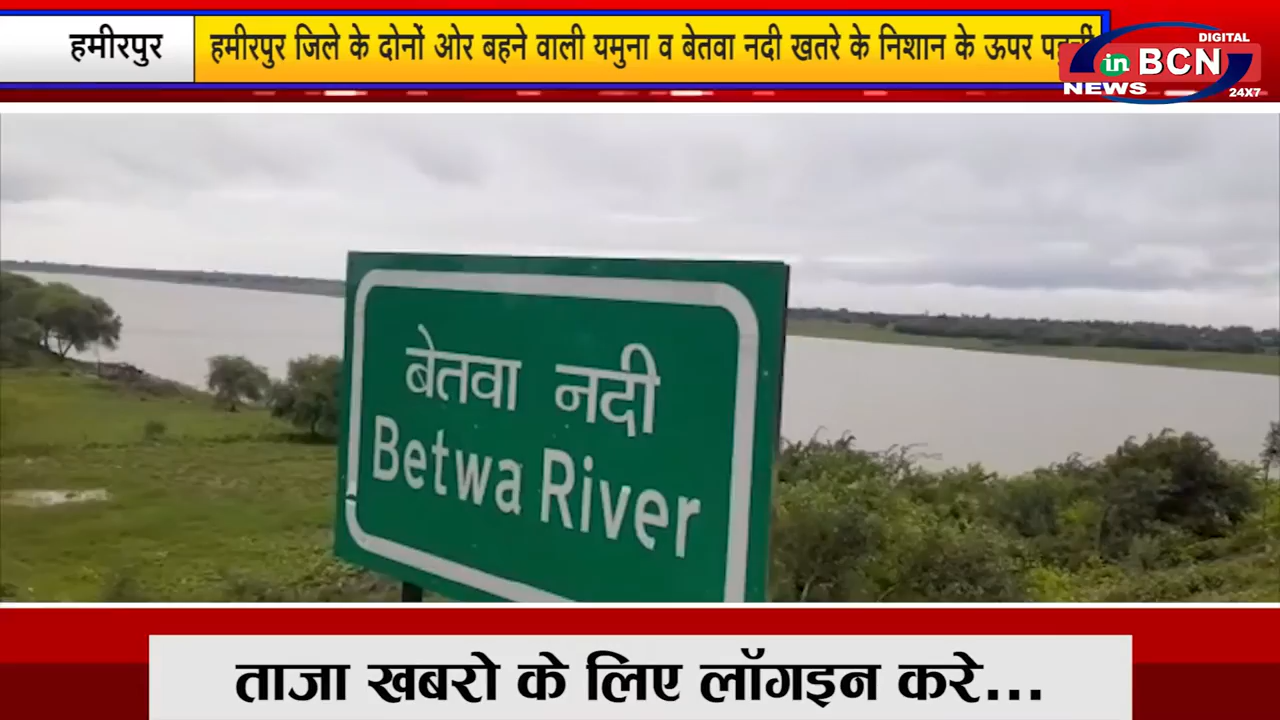 हमीरपुर
हमीरपुर जिले के दोनों ओर बहने वाली यमुना व बेतवा नदी खतरे के निशान के ऊपर
DIGITAL
in BCN
NEWS
24X7
बेतवा नदी
Betwa River
ताजा खबरो के लिए लॉगइन करे...